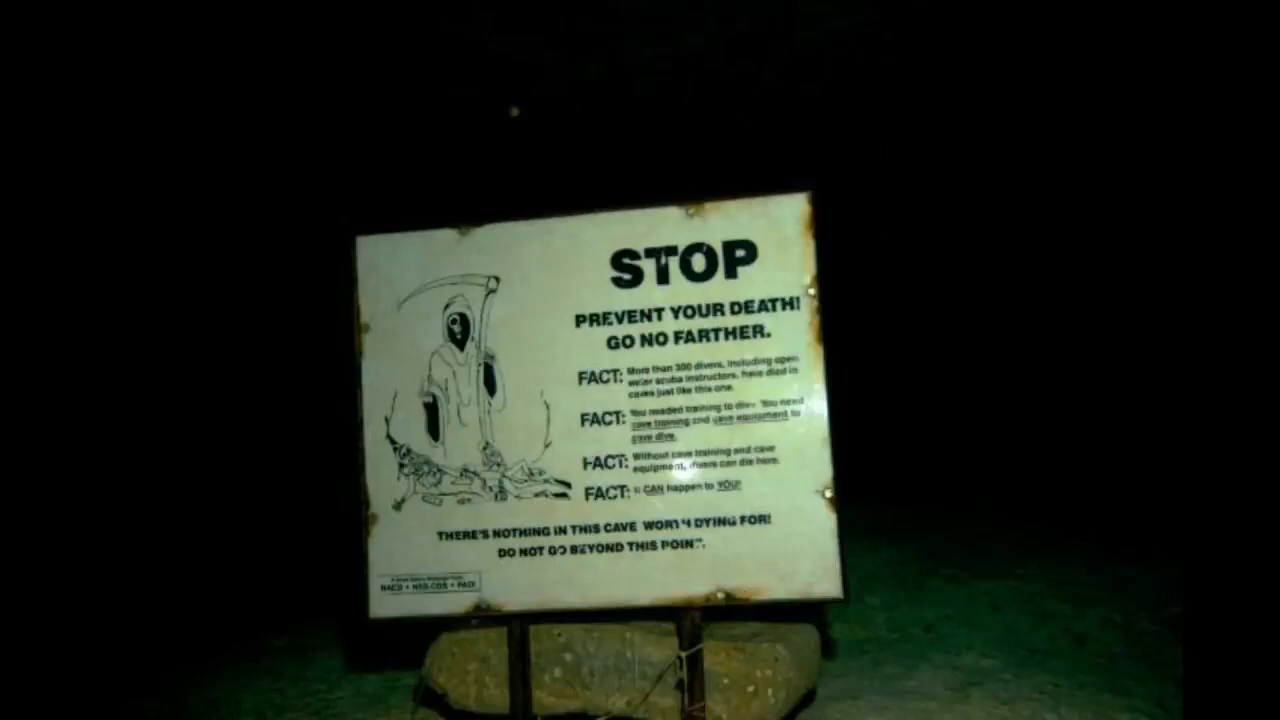 STOP
PREVENT YOUR DEATH!
GO NO FARTHER.
FACT: More than 300 divers, including open
water scuba instructors, have died in
caves just like this one.
FACT: You needed training to dive. You need
cave training and cave equipment to
cave dive.
FACT: Without cave training and cave
equipment, divers can die here.
FACT: It CAN happen to YOU!
THERE'S NOTHING IN THIS CAVE WORTH DYING FOR!
DO NOT GO BEYOND THIS POINT.
NACD + NSS-CDS + PADI